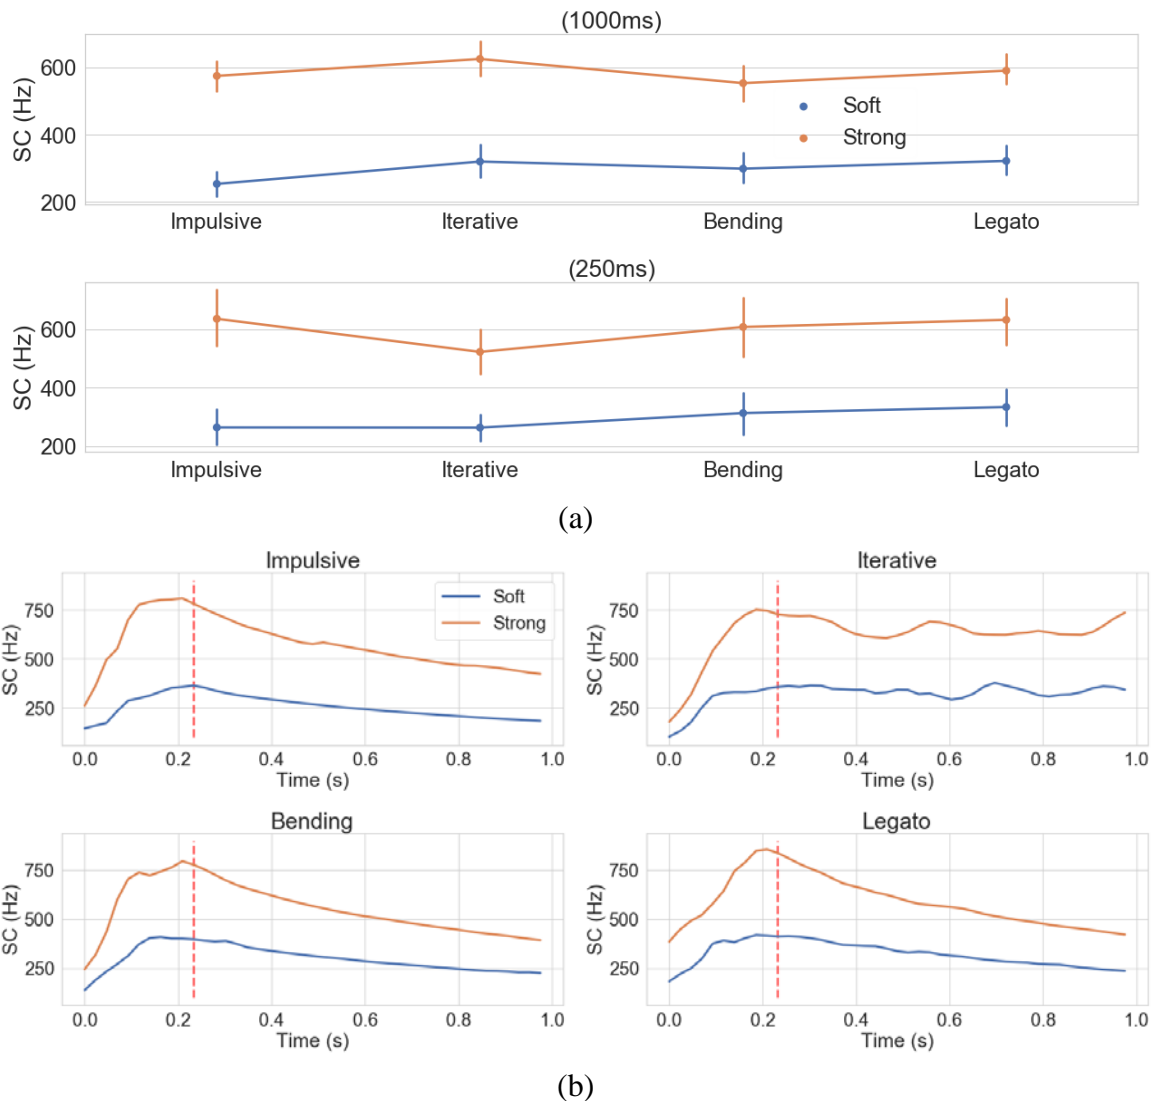 (1000ms)
SC (Hz)
600
400
200
Soft
Strong
Impulsive Iterative Bending Legato
(250ms)
SC (Hz)
600
400
200
Impulsive Iterative Bending Legato
(a)
Impulsive
SC (Hz)
750
500
250
Soft
Strong
0.0 0.2 0.4 0.6 0.8 1.0
Time (s)
Iterative
SC (Hz)
750
500
250
0.0 0.2 0.4 0.6 0.8 1.0
Time (s)
Bending
SC (Hz)
750
500
250
0.0 0.2 0.4 0.6 0.8 1.0
Time (s)
Legato
SC (Hz)
750
500
250
0.0 0.2 0.4 0.6 0.8 1.0
Time (s)
(b)